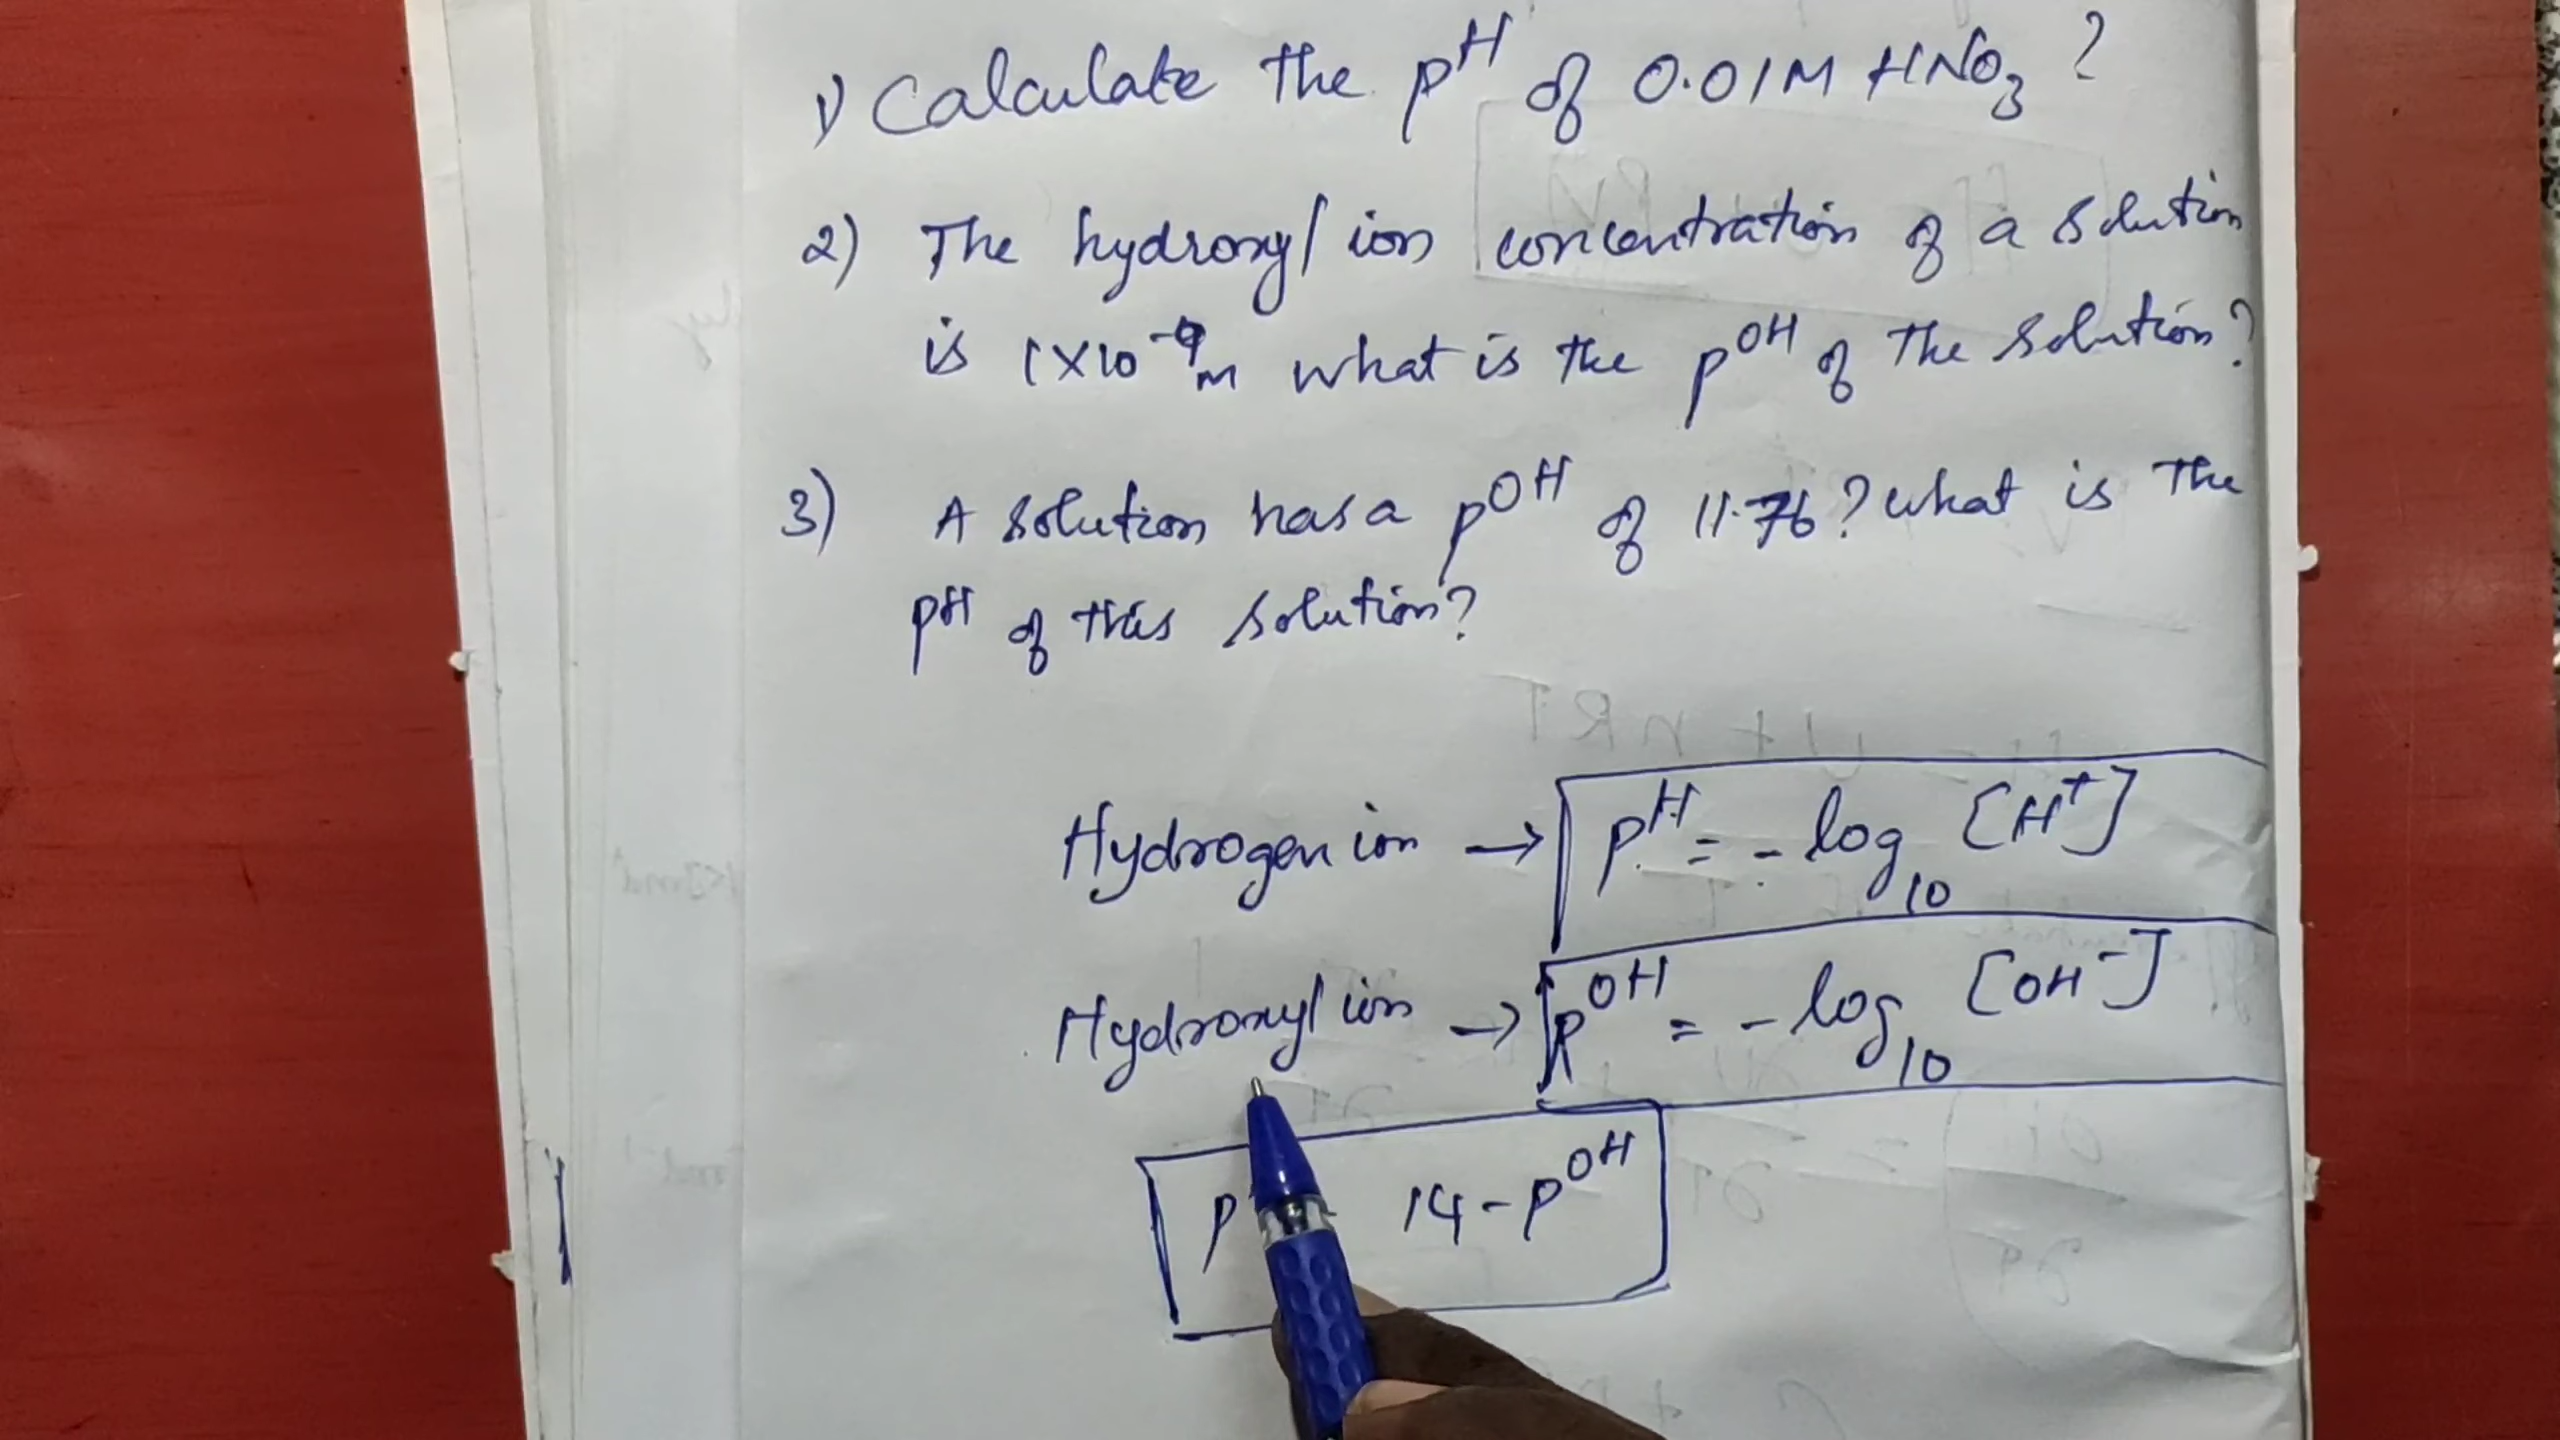 1) Calculate the pᴴ of 0.01M HNO₃ ?
2) The hydroxyl ion concentration of a solution
is 1×10⁻⁹ M what is the pᴼᴴ of the solution?
3) A solution has a pᴼᴴ of 11.76? what is the
pᴴ of this solution?
Hydrogen ion → pᴴ = - log₁₀ [H⁺]
Hydroxyl ion → pᴼᴴ = - log₁₀ [OH⁻]
p 14 - pᴼᴴ